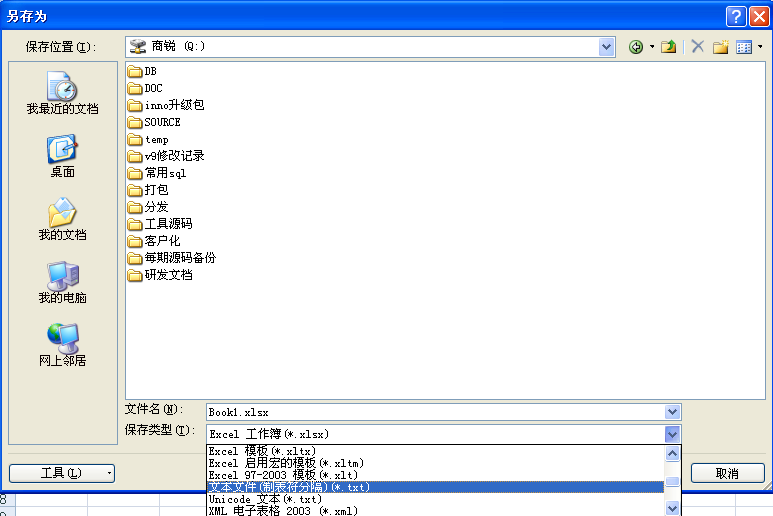 另存为
保存位置(I):
商锐 (Q:)
我最近的文档
桌面
我的文档
我的电脑
网上邻居
DB
DOC
inno升级包
SOURCE
temp
v9修改记录
常用sql
打包
分发
工具源码
客户化
每期源码备份
研发文档
文件名(N):
Book1.xlsx
保存类型(T):
Excel 工作簿(*.xlsx)
Excel 模板(*.xltx)
Excel 启用宏的模板(*.xltm)
Excel 97-2003 模板(*.xlt)
文本文件(制表符分隔)(*.txt)
Unicode 文本(*.txt)
XML 电子表格 2003 (*.xml)
工具(L)
取消
8